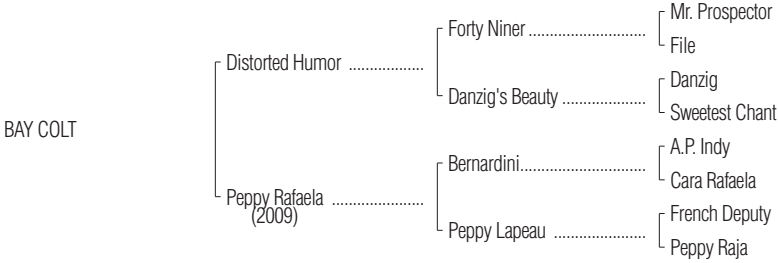 Mr. Prospector
Forty Niner ............................
File
Distorted Humor ..................
Danzig
Danzig's Beauty ....................
Sweetest Chant
BAY COLT
A.P. Indy
Bernardini..............................
Cara Rafaela
Peppy Rafaela ......................
(2009)
French Deputy
Peppy Lapeau ......................
Peppy Raja